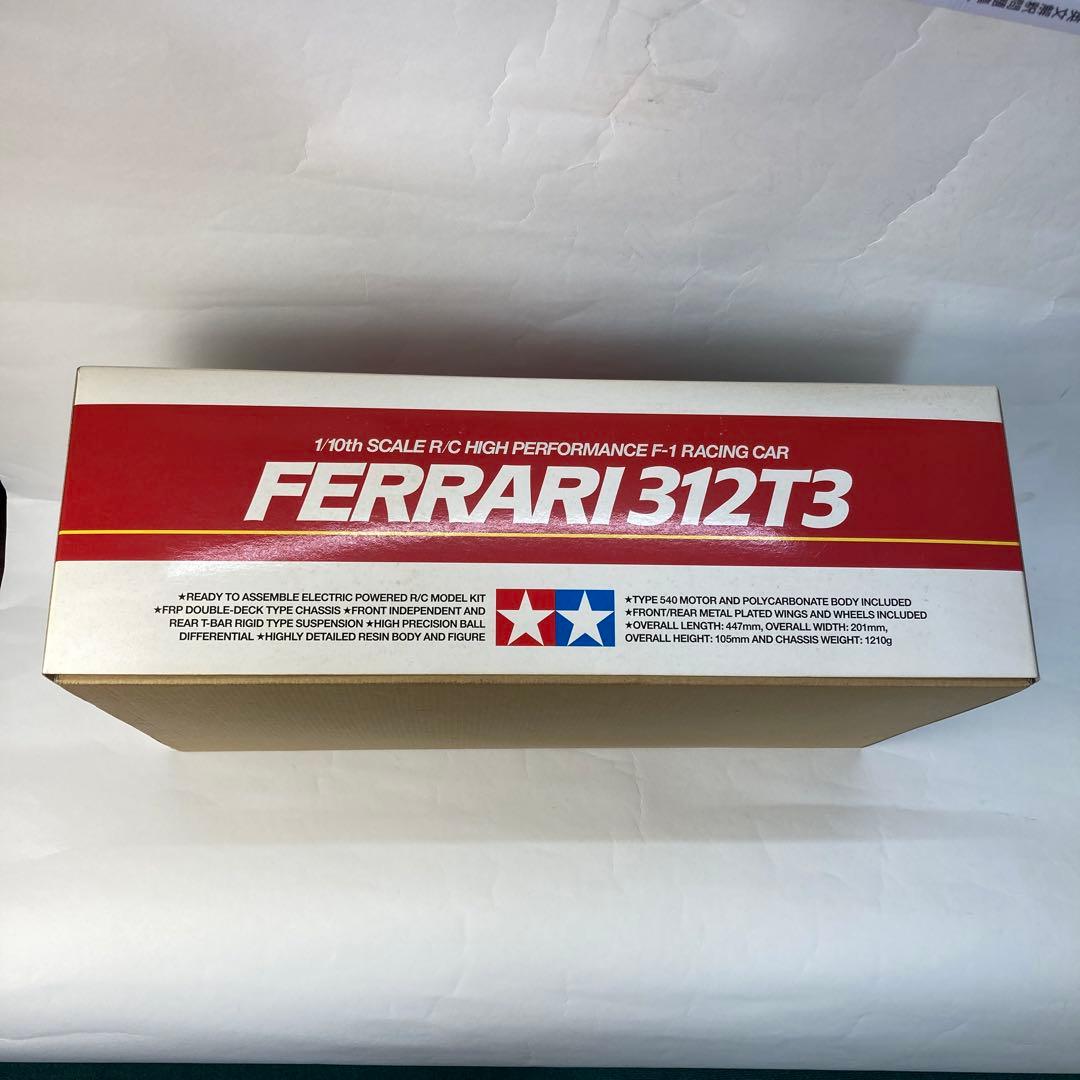 1/10th SCALE R/C HIGH PERFORMANCE F-1 RACING CAR
FERRARI 312T3
★READY TO ASSEMBLE ELECTRIC POWERED R/C MODEL KIT
★FRP DOUBLE-DECK TYPE CHASSIS ★FRONT INDEPENDENT AND
REAR T-BAR RIGID TYPE SUSPENSION ★HIGH PRECISION BALL
DIFFERENTIAL ★HIGHLY DETAILED RESIN BODY AND FIGURE
★TYPE 540 MOTOR AND POLYCARBONATE BODY INCLUDED
★FRONT/REAR METAL PLATED WINGS AND WHEELS INCLUDED
★OVERALL LENGTH: 447mm, OVERALL WIDTH: 201mm,
OVERALL HEIGHT: 105mm AND CHASSIS WEIGHT: 1210g